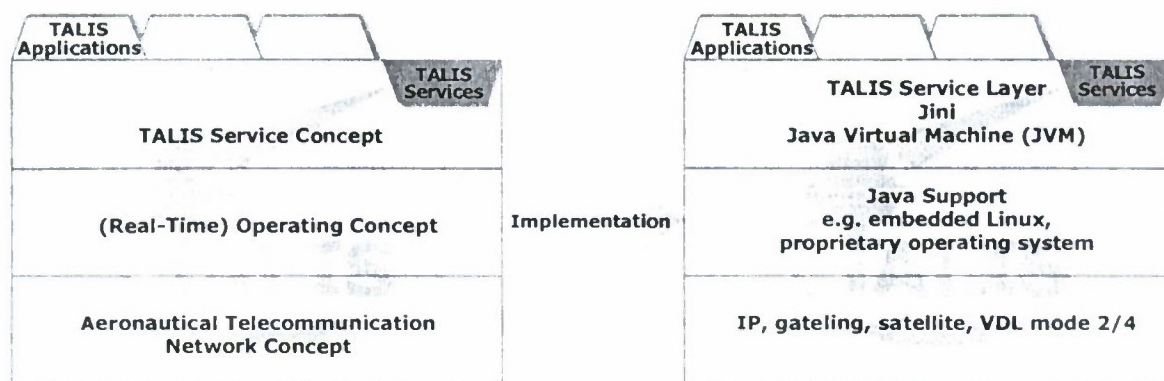 TALIS
Applications
TALIS
Services
TALIS Service Concept
(Real-Time) Operating Concept
Aeronautical Telecommunication
Network Concept
Implementation
TALIS
Applications
TALIS
Services
TALIS Service Layer
Jini
Java Virtual Machine (JVM)
Java Support
e.g. embedded Linux,
proprietary operating system
IP, gateling, satellite, VDL mode 2/4